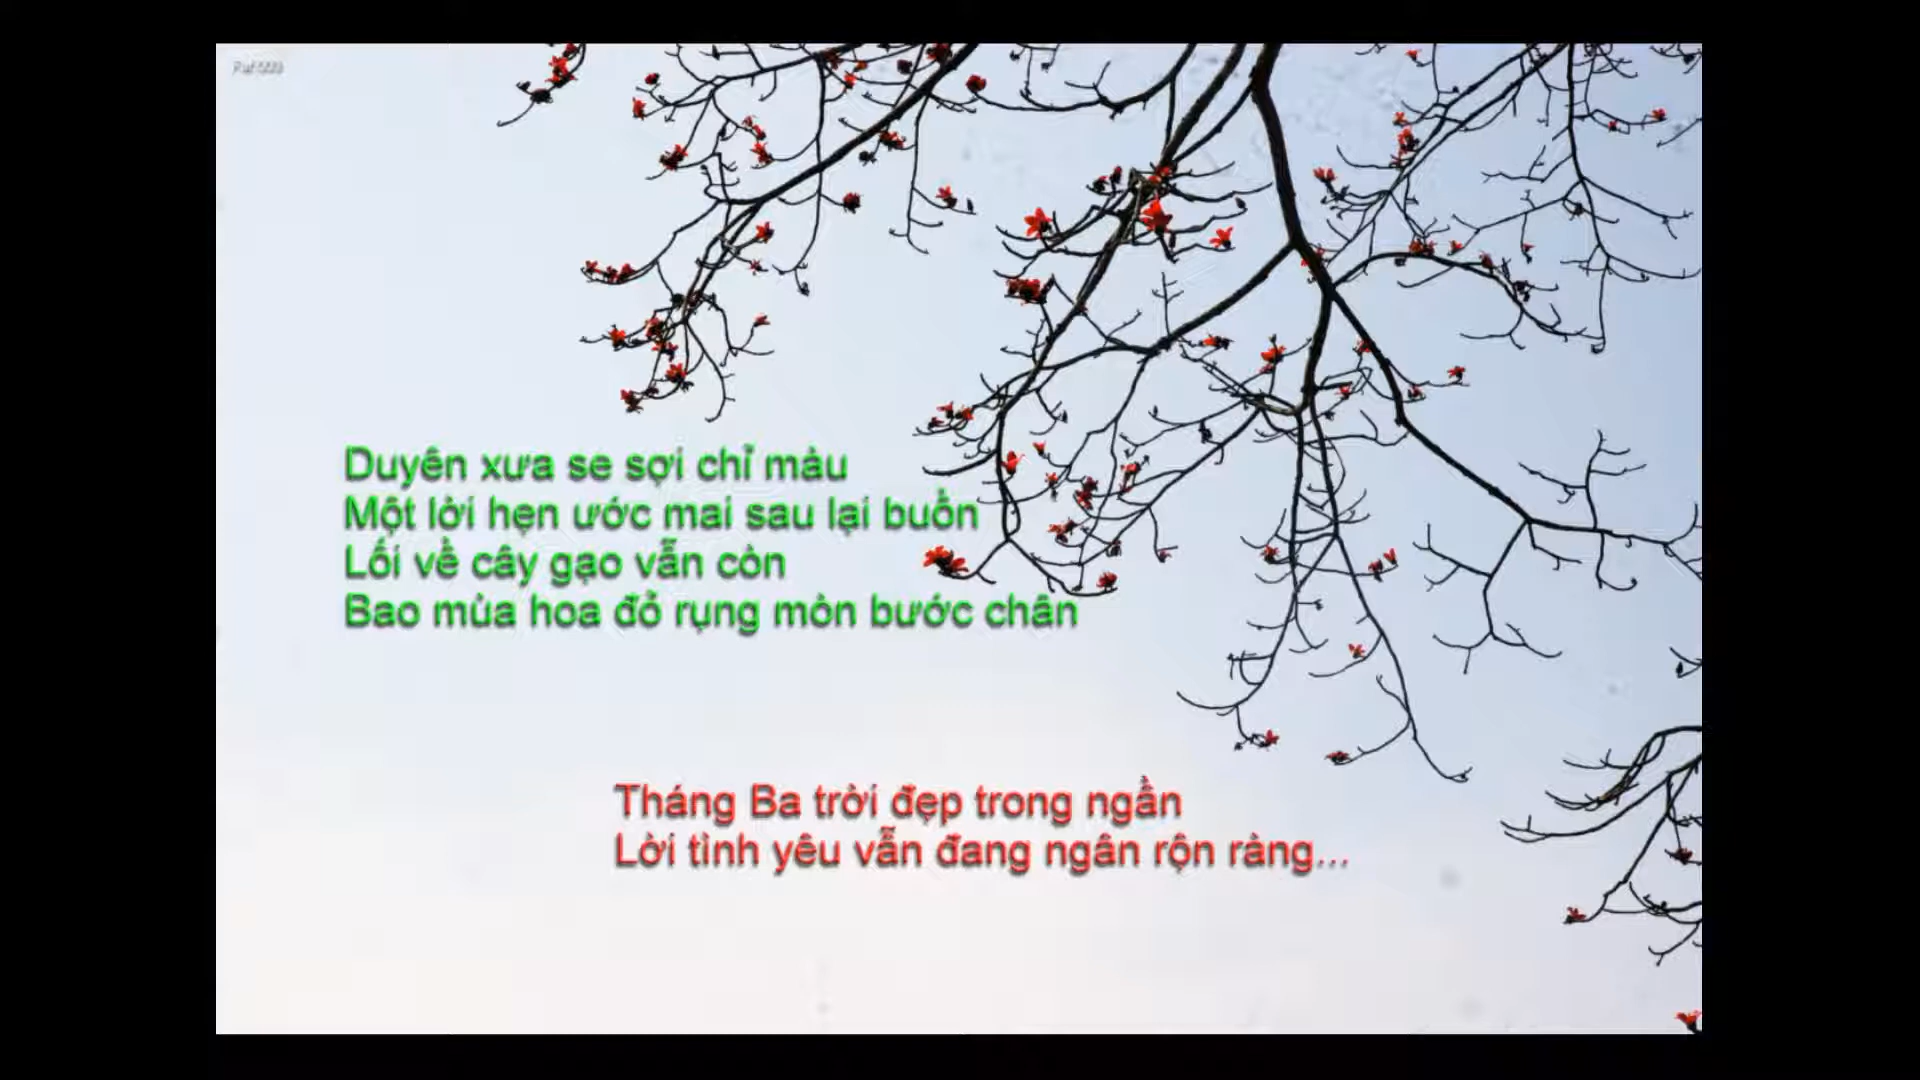 Duyên xưa se sợi chỉ màu
Một lời hẹn ước mai sau lại buồn
Lối về cây gạo vẫn còn
Bao mùa hoa đỏ rụng mòn bước chân
Tháng Ba trời đẹp trong ngần
Lời tình yêu vẫn đang ngân rộn ràng...